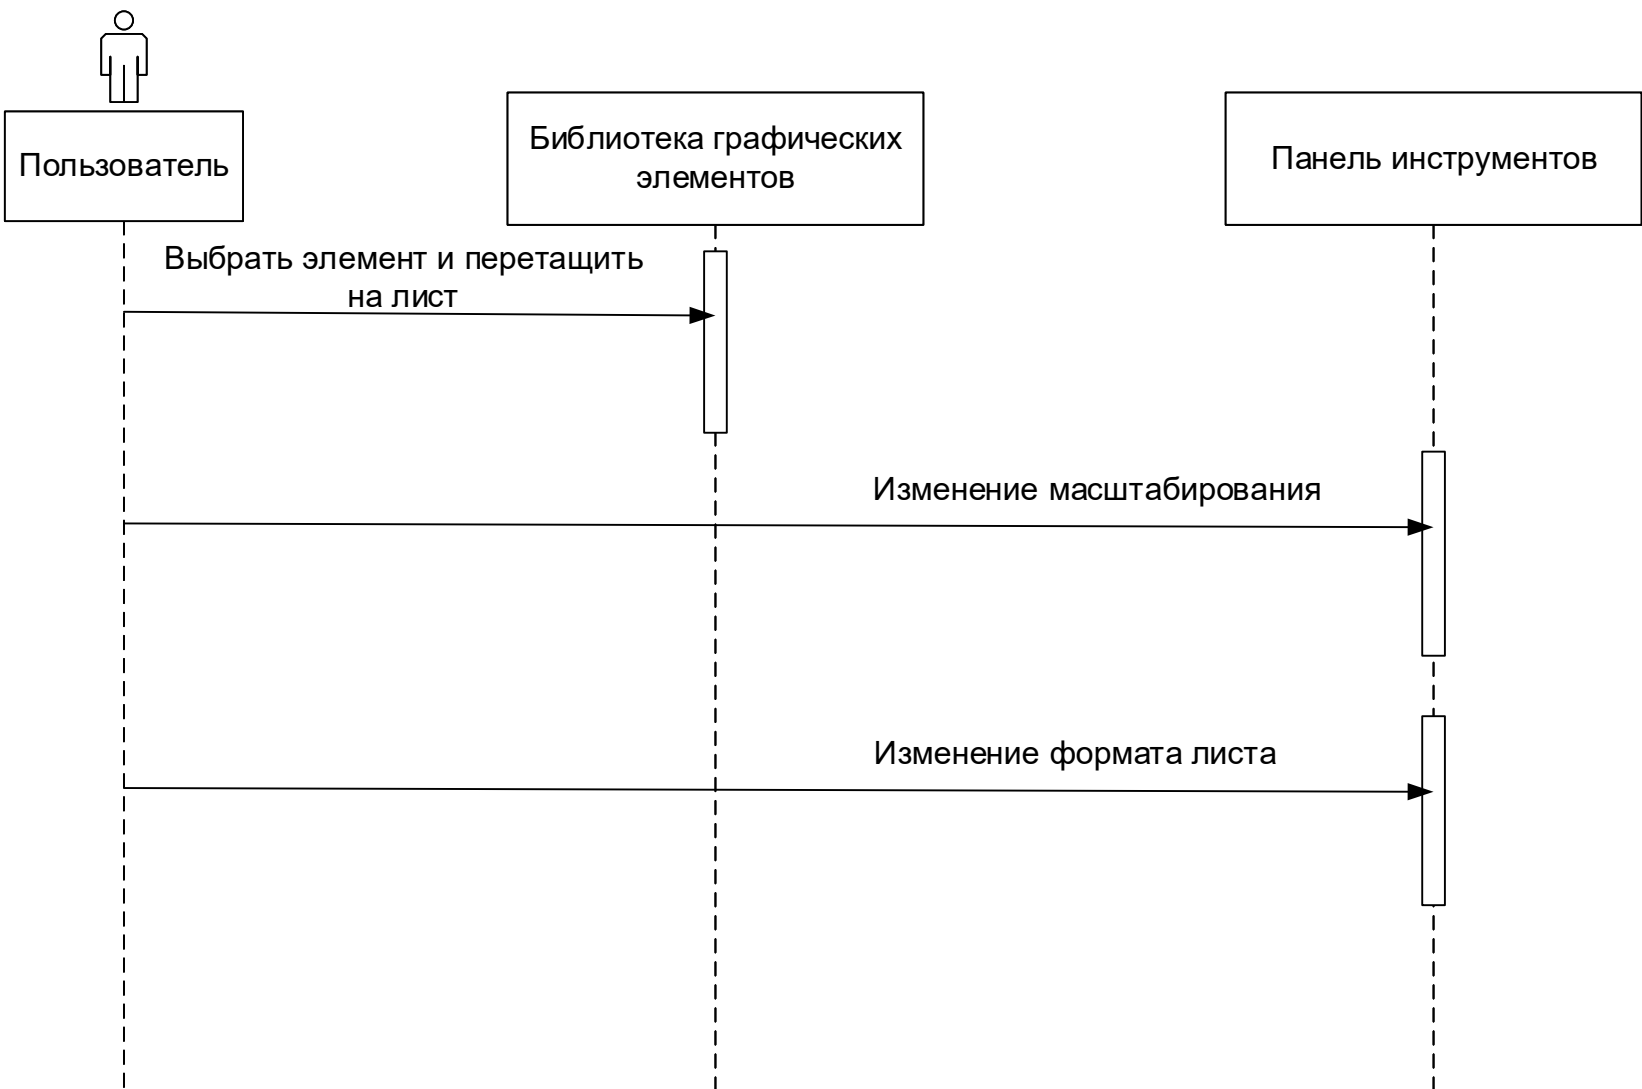 Пользователь
Библиотека графических
элементов
Панель инструментов
Выбрать элемент и перетащить
на лист
Изменение масштабирования
Изменение формата листа